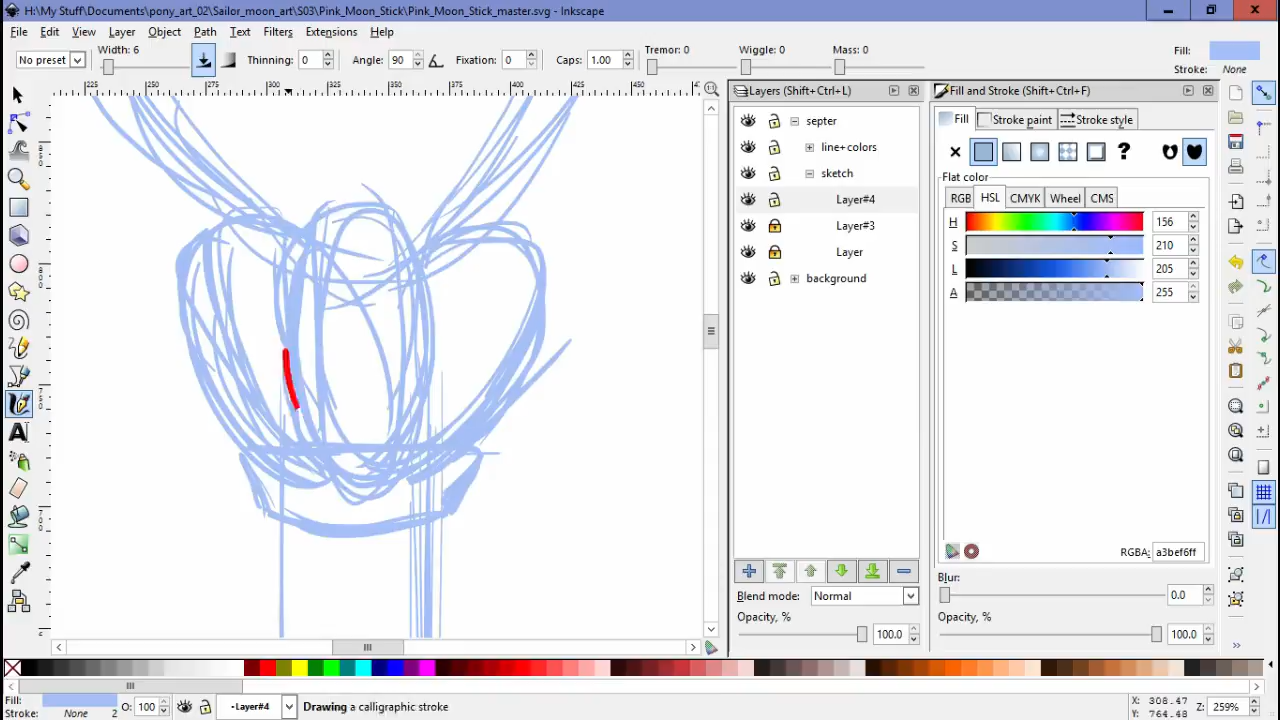 H:\My Stuff\Documents\pony_art_02\Sailor_moon_art\S03\Pink_Moon_Stick\Pink_Moon_Stick_master.svg - Inkscape
File Edit View Layer Object Path Text Filters Extensions Help
No preset Width: 6 Thinning: 0 Angle: 90 Fixation: 0 Caps: 1.00 Tremor: 0 Wiggle: 0 Mass: 0 Fill:
Stroke: None
Layers (Shift+Ctrl+L)
septer
line+colors
sketch
Layer#4
Layer#3
Layer
background
Blend mode: Normal
Opacity, %
100.0
Fill and Stroke (Shift+Ctrl+F)
Fill Stroke paint Stroke style
Flat color
RGB HSL CMYK Wheel CMS
H 156
S 210
L 205
A 255
RGBA: a3bef6ff
Blur:
0.0
Opacity, %
100.0
Fill:
Stroke: None 2 O: 100 -Layer#4 Drawing a calligraphic stroke X: 308.47
Y: 764.48 Z: 259%